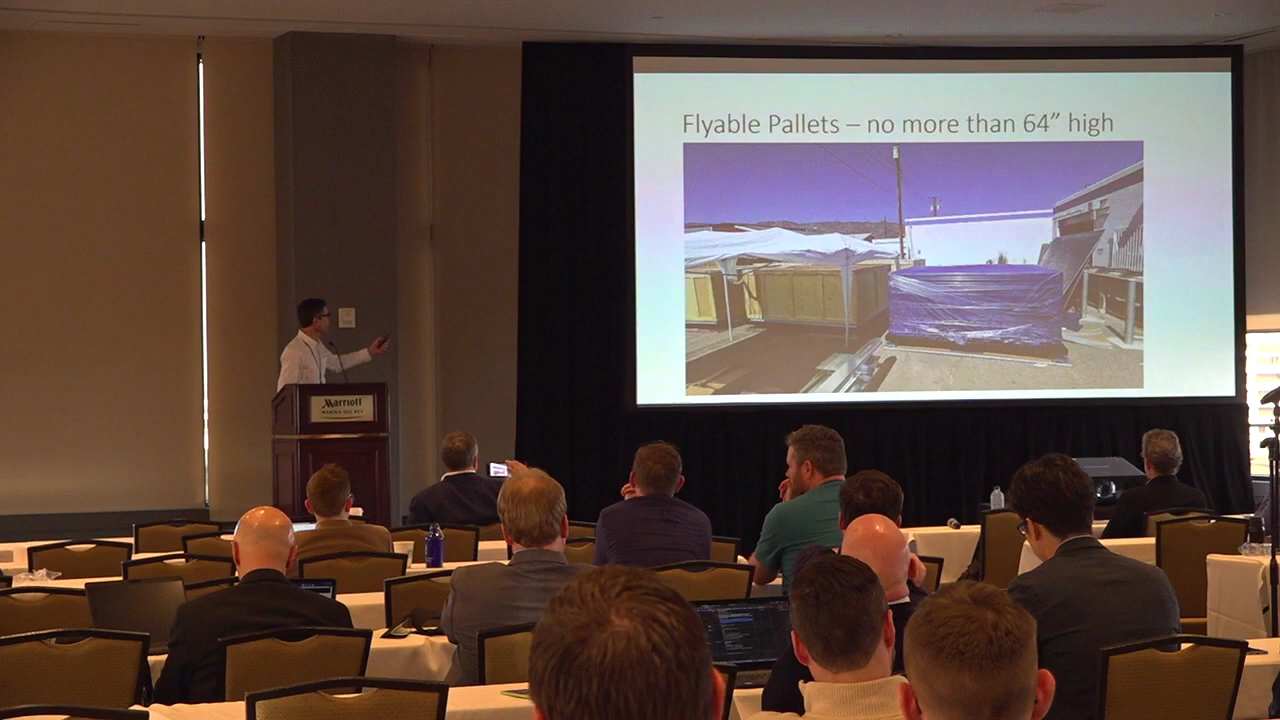 Flyable Pallets – no more than 64” high
Marriott
MARINA DEL REY